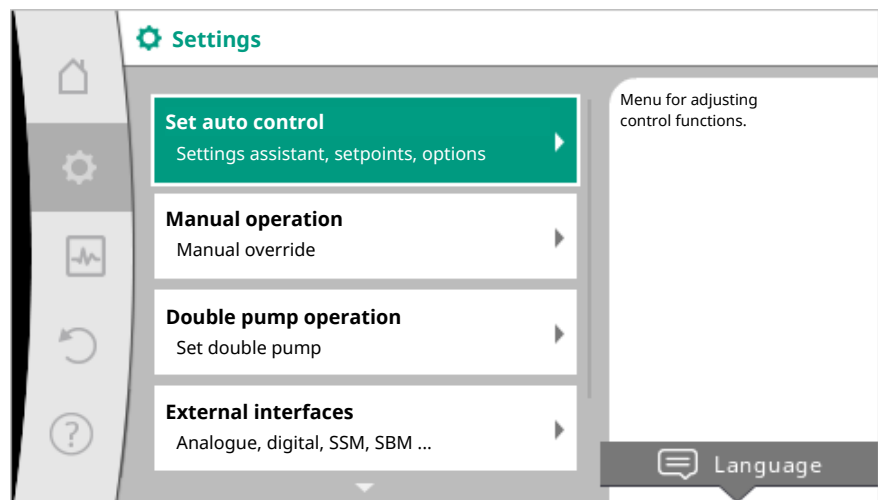 Settings
Set auto control
Settings assistant, setpoints, options
Manual operation
Manual override
Double pump operation
Set double pump
External interfaces
Analogue, digital, SSM, SBM ...
Menu for adjusting
control functions.
?
Language